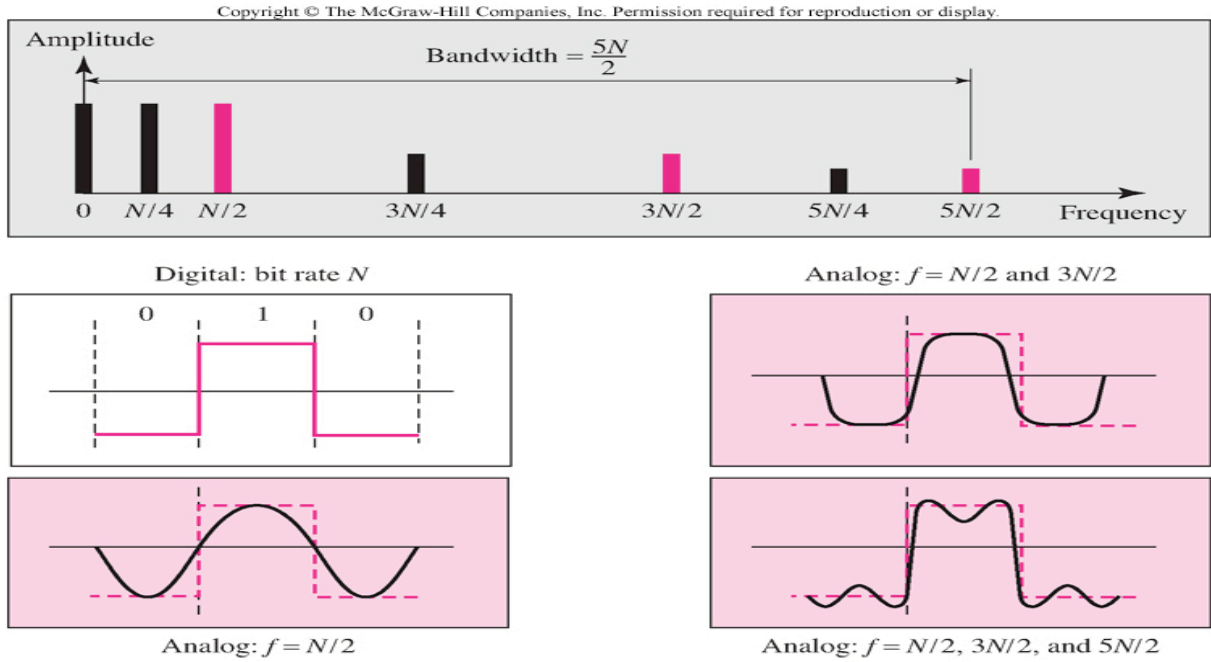 Copyright © The McGraw-Hill Companies, Inc. Permission required for reproduction or display.
Amplitude
Bandwidth = 5N/2
0 N/4 N/2 3N/4 3N/2 5N/4 5N/2 Frequency
Digital: bit rate N
0 1 0
Analog: f = N/2 and 3N/2
Analog: f = N/2
Analog: f = N/2, 3N/2, and 5N/2